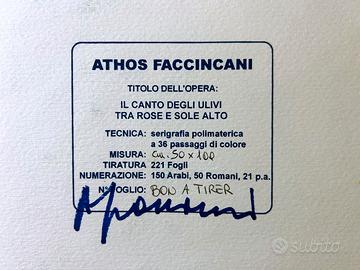 ATHOS FACCINCANI
TITOLO DELL'OPERA:
IL CANTO DEGLI ULIVI
TRA ROSE E SOLE ALTO
TECNICA: serigrafia polimaterica
a 36 passaggi di colore
MISURA: cm. 50 x 100
TIRATURA 221 Fogli
NUMERAZIONE: 150 Arabi, 50 Romani, 21 p.a.
N° FOGLIO: BON A TIRER
subito